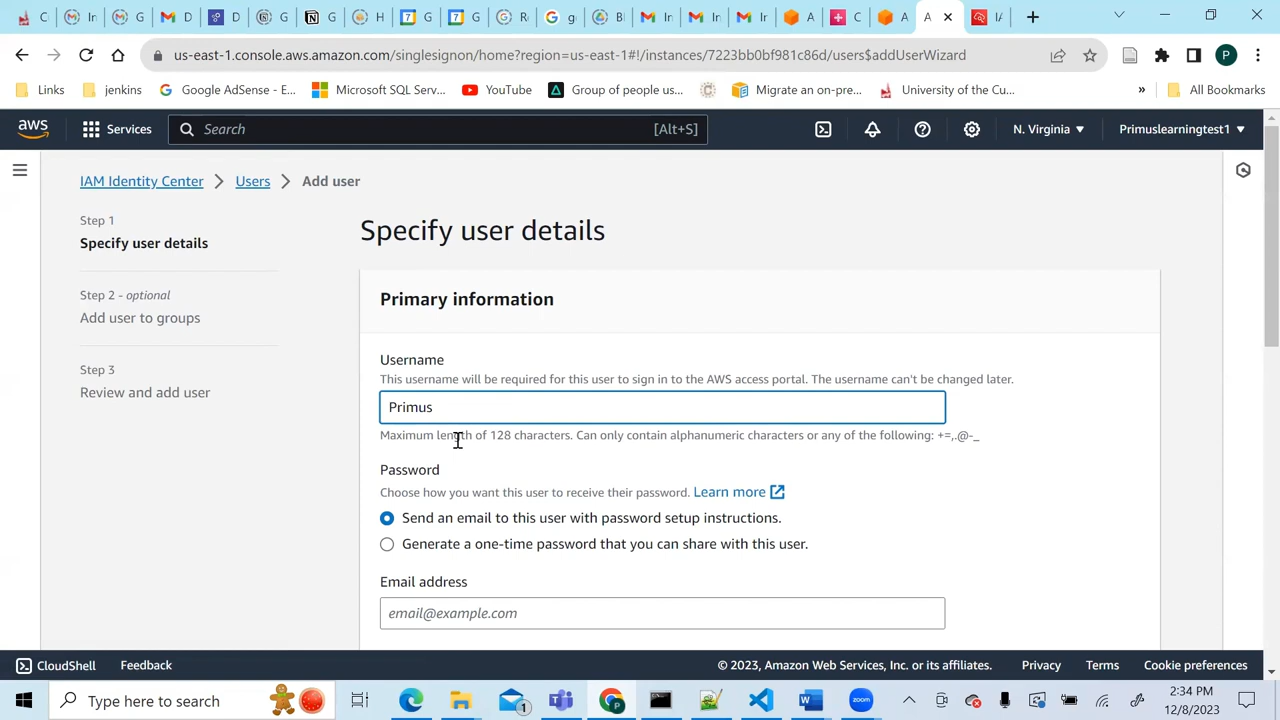 us-east-1.console.aws.amazon.com/singlesignon/home?region=us-east-1#!/instances/7223bb0bf981c86d/users$addUserWizard
Links
jenkins
Google AdSense - E...
Microsoft SQL Serv...
YouTube
Group of people us...
Migrate an on-pre...
University of the Cu...
»
All Bookmarks
aws
Services
Search
[Alt+S]
N. Virginia
Primuslearningtest1
IAM Identity Center
Users
Add user
Step 1
Specify user details
Step 2 - optional
Add user to groups
Step 3
Review and add user
Specify user details
Primary information
Username
This username will be required for this user to sign in to the AWS access portal. The username can't be changed later.
Primus
Maximum length of 128 characters. Can only contain alphanumeric characters or any of the following: +=,.@-_
Password
Choose how you want this user to receive their password. Learn more
Send an email to this user with password setup instructions.
Generate a one-time password that you can share with this user.
Email address
email@example.com
CloudShell
Feedback
© 2023, Amazon Web Services, Inc. or its affiliates.
Privacy
Terms
Cookie preferences
Type here to search
1
zoom
2:34 PM
12/8/2023